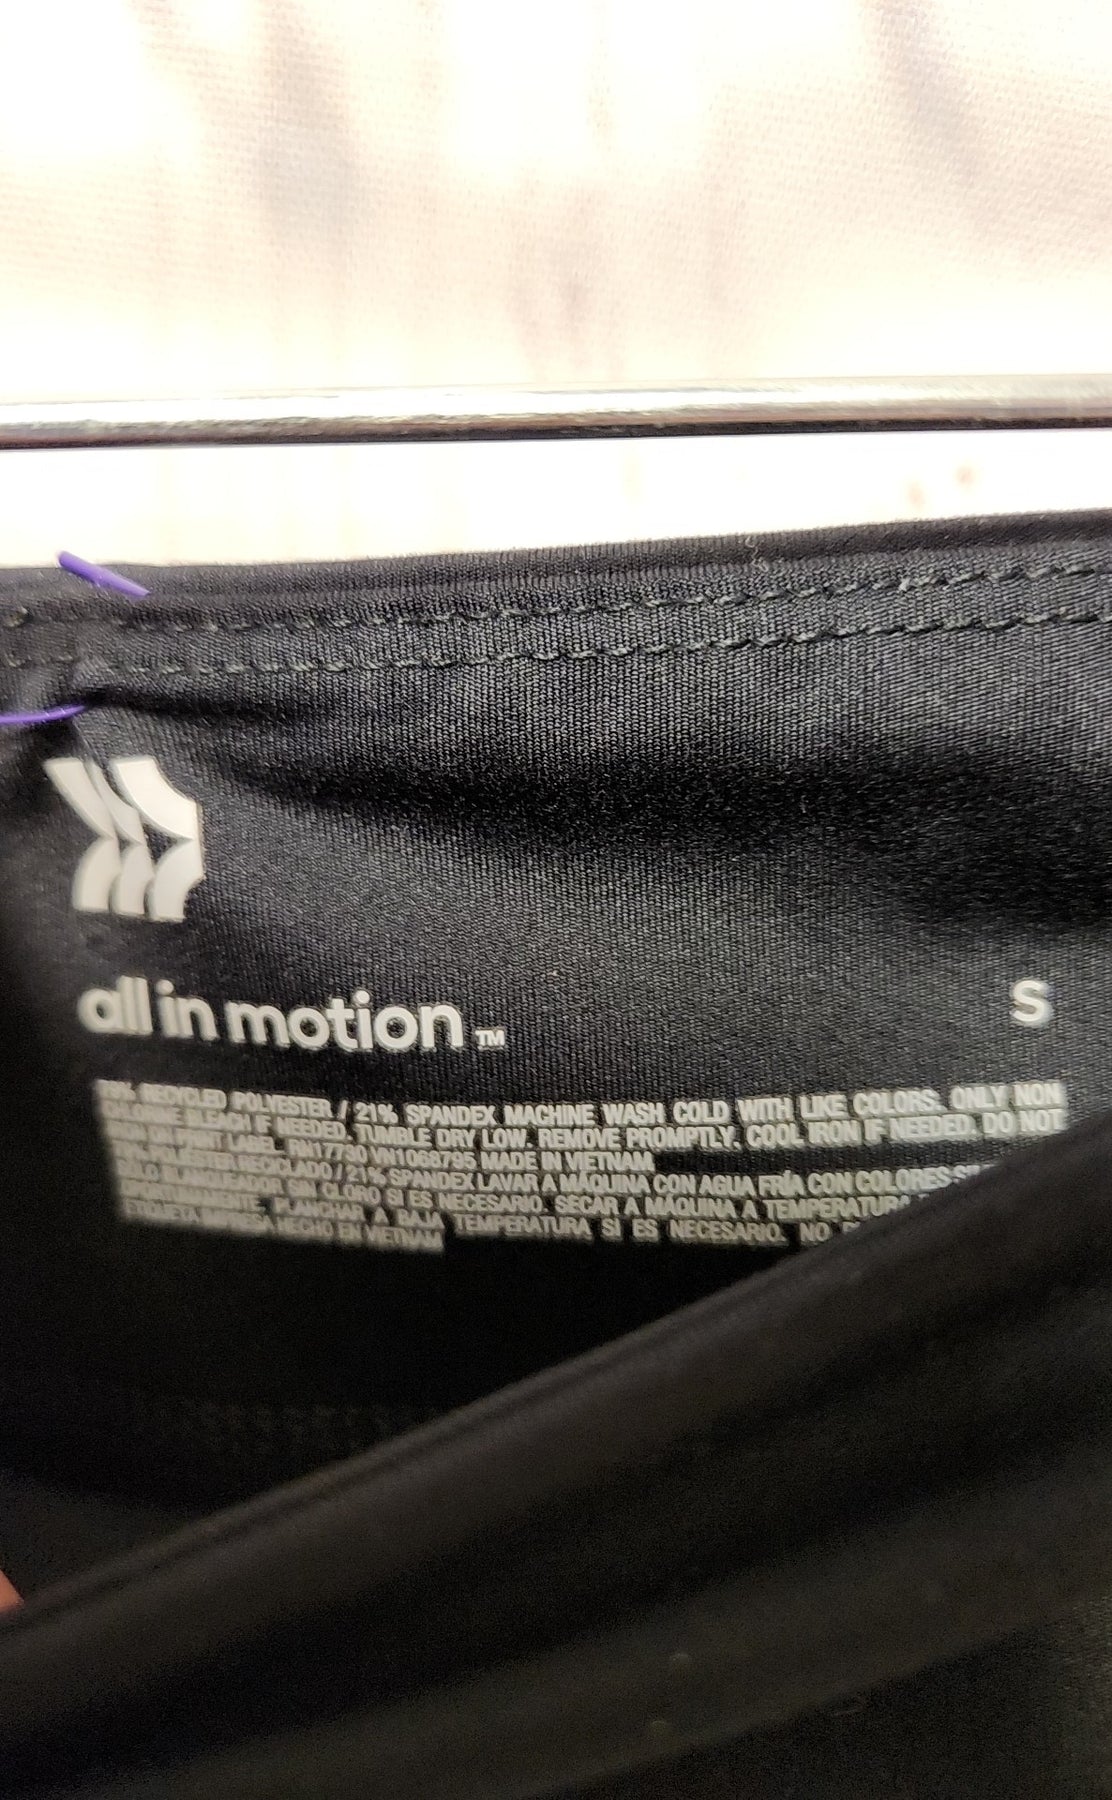 all in motion™
S
RECYCLED POLYESTER / 21% SPANDEX MACHINE WASH COLD WITH LIKE COLORS. ONLY NON
CHLORINE BLEACH IF NEEDED. TUMBLE DRY LOW. REMOVE PROMPTLY. COOL IRON IF NEEDED. DO NOT
IRON ON PRINT LABEL. RN17730 VN1068795 MADE IN VIETNAM
POLIÉSTER RECICLADO / 21% SPANDEX LAVAR A MÁQUINA CON AGUA FRÍA CON COLORES
SÓLO BLANQUEADOR SIN CLORO SI ES NECESARIO. SECAR A MÁQUINA A TEMPERATURA
OPORTUNAMENTE. PLANCHAR A BAJA TEMPERATURA SI ES NECESARIO. NO
ETIQUETA IMPRESA HECHO EN VIETNAM